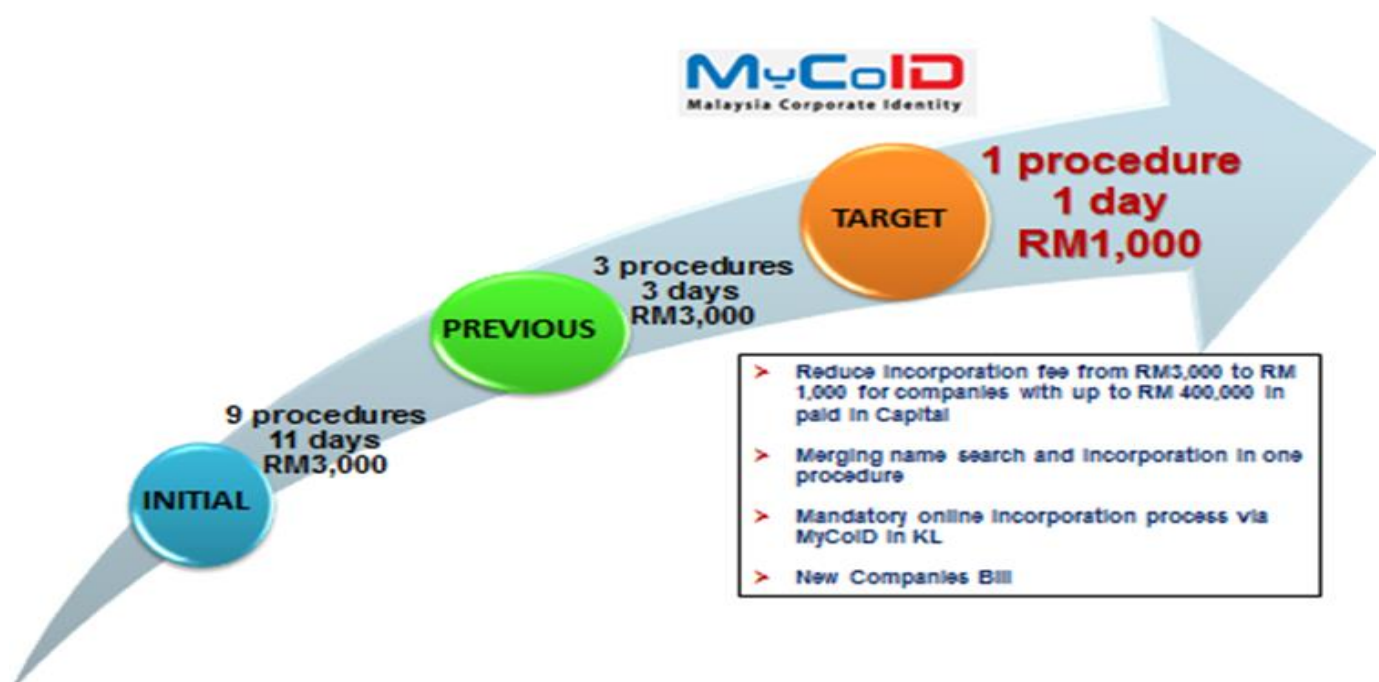 MyCoID
Malaysia Corporate Identity
1 procedure
1 day
RM1,000
TARGET
3 procedures
3 days
RM3,000
PREVIOUS
9 procedures
11 days
RM3,000
INITIAL
➢ Reduce incorporation fee from RM3,000 to RM
1,000 for companies with up to RM 400,000 in
paid in Capital
➢ Merging name search and incorporation in one
procedure
➢ Mandatory online incorporation process via
MyCoID in KL
➢ New Companies Bill